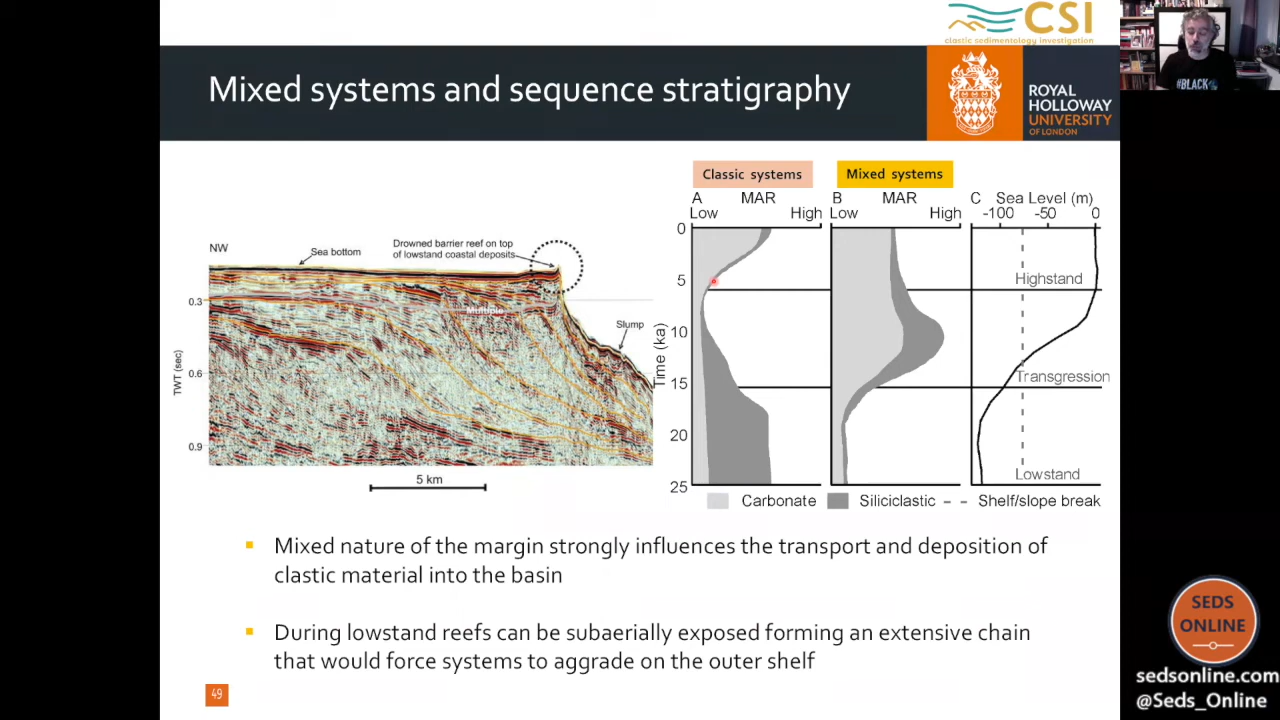 CSI
clastic sedimentology investigation
Mixed systems and sequence stratigraphy
ROYAL
HOLLOWAY
UNIVERSITY
OF LONDON
#BLACK
Classic systems
Mixed systems
A MAR
Low High
B MAR
Low High
C Sea Level (m)
-100 -50 0
NW
Sea bottom
Drowned barrier reef on top
of lowstand coastal deposits
Multiple
Slump
TWT (sec)
0.3
0.6
0.9
5 km
Time (ka)
0
5
10
15
20
25
Highstand
Transgression
Lowstand
Carbonate
Siliciclastic
Shelf/slope break
Mixed nature of the margin strongly influences the transport and deposition of
clastic material into the basin
During lowstand reefs can be subaerially exposed forming an extensive chain
that would force systems to aggrade on the outer shelf
49
SEDS
ONLINE
sedsonline.com
@Seds_Online